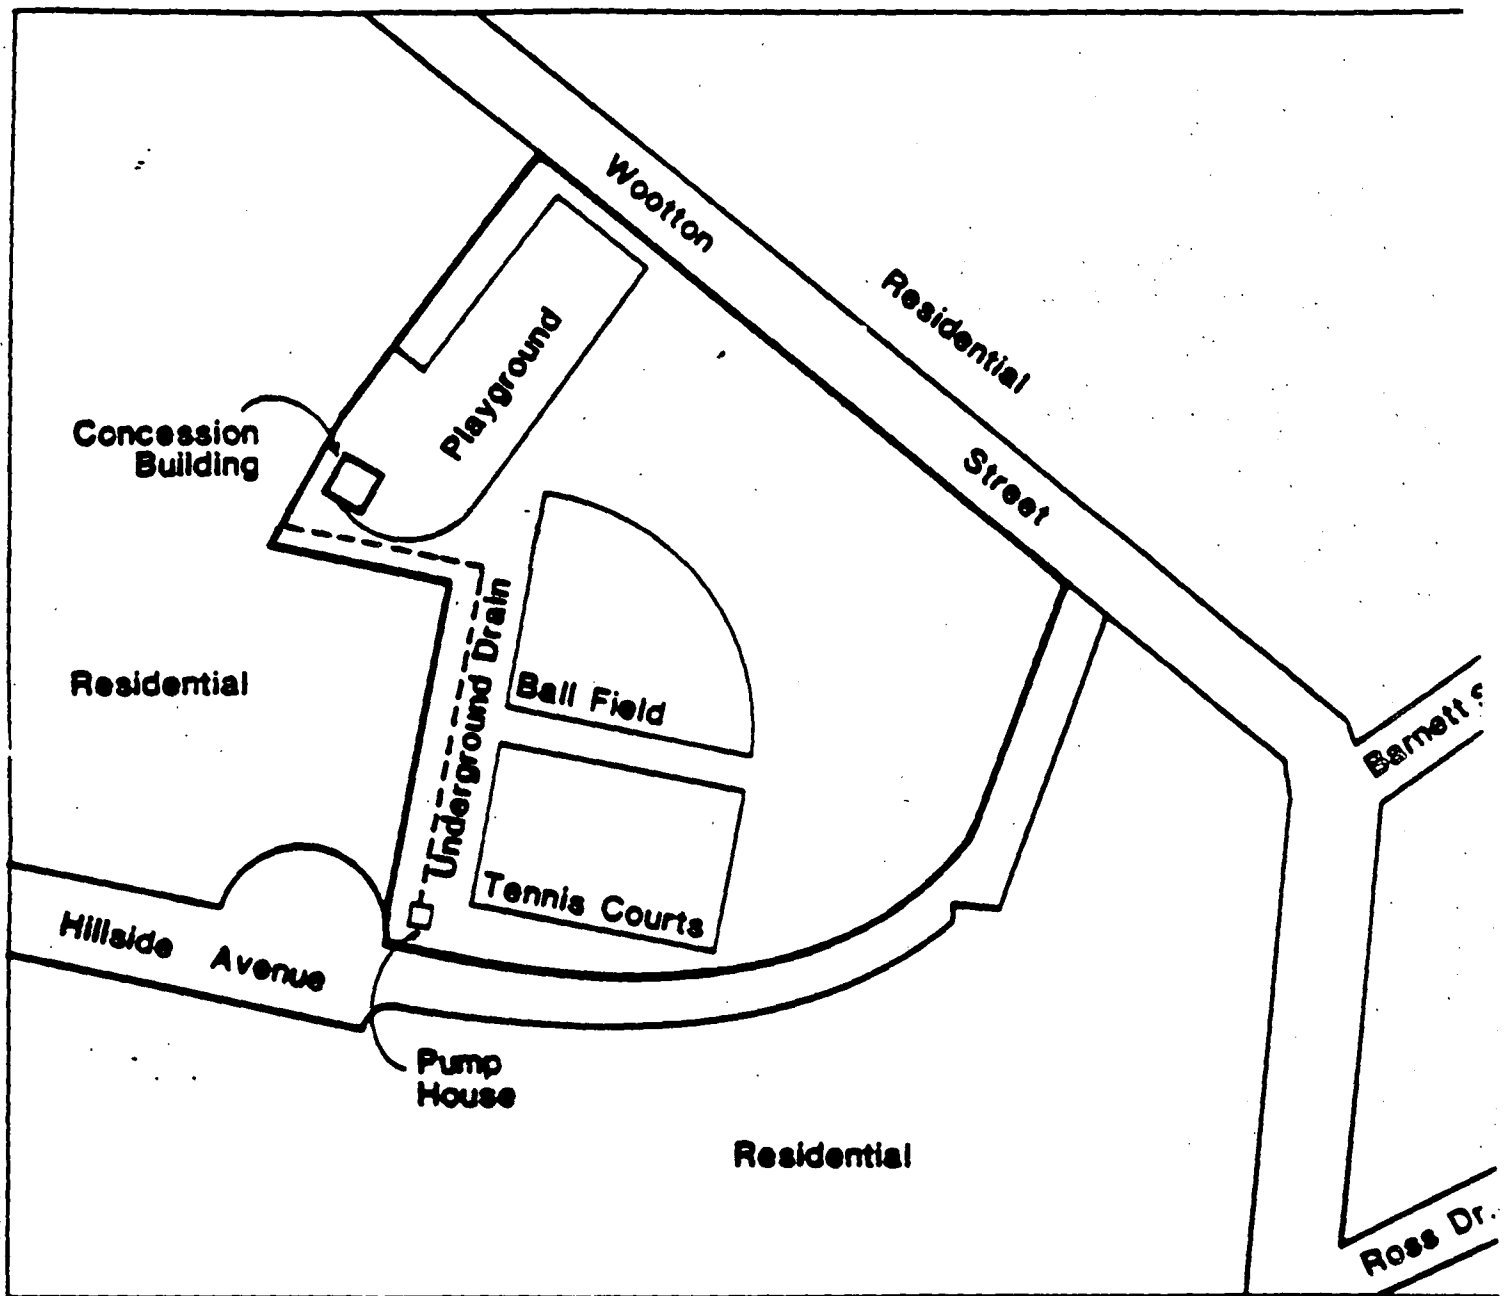 Wootton
Street
Residential
Playground
Concession
Building
Underground Drain
Ball Field
Residential
Barnett S
Tennis Courts
Hillside Avenue
Pump
House
Residential
Ross Dr.